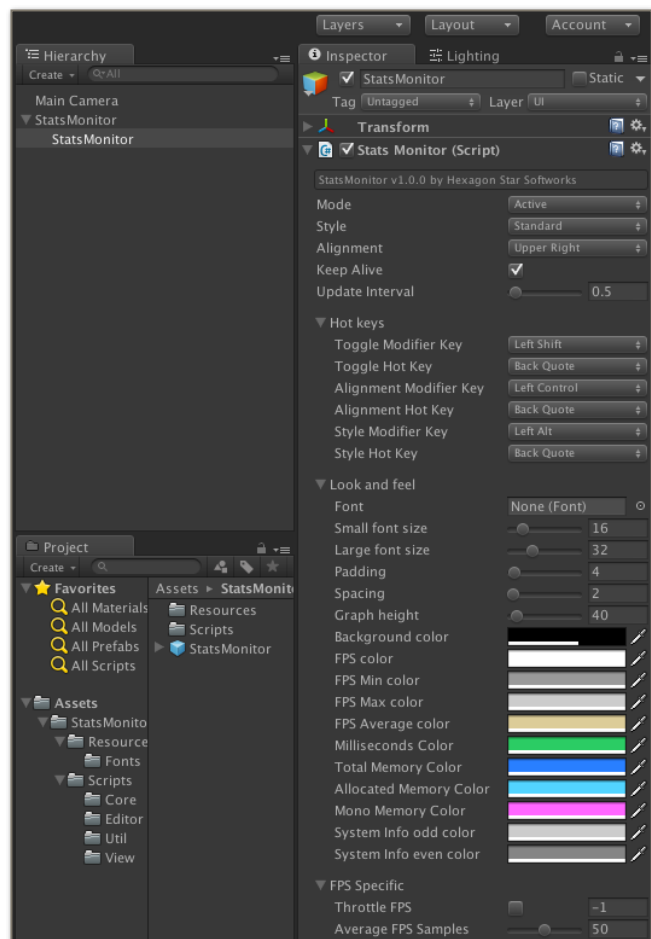 Layers Layout Account
Hierarchy
Create All
Main Camera
StatsMonitor
StatsMonitor
Project
Create
Favorites
All Materials
All Models
All Prefabs
All Scripts
Assets
StatsMonito
Resource
Fonts
Scripts
Core
Editor
Util
View
Assets StatsMonit
Resources
Scripts
StatsMonitor
Inspector Lighting
StatsMonitor Static
Tag Untagged Layer UI
Transform
Stats Monitor (Script)
StatsMonitor v1.0.0 by Hexagon Star Softworks
Mode Active
Style Standard
Alignment Upper Right
Keep Alive
Update Interval 0.5
Hot keys
Toggle Modifier Key Left Shift
Toggle Hot Key Back Quote
Alignment Modifier Key Left Control
Alignment Hot Key Back Quote
Style Modifier Key Left Alt
Style Hot Key Back Quote
Look and feel
Font None (Font)
Small font size 16
Large font size 32
Padding 4
Spacing 2
Graph height 40
Background color
FPS color
FPS Min color
FPS Max color
FPS Average color
Milliseconds Color
Total Memory Color
Allocated Memory Color
Mono Memory Color
System Info odd color
System Info even color
FPS Specific
Throttle FPS -1
Average FPS Samples 50